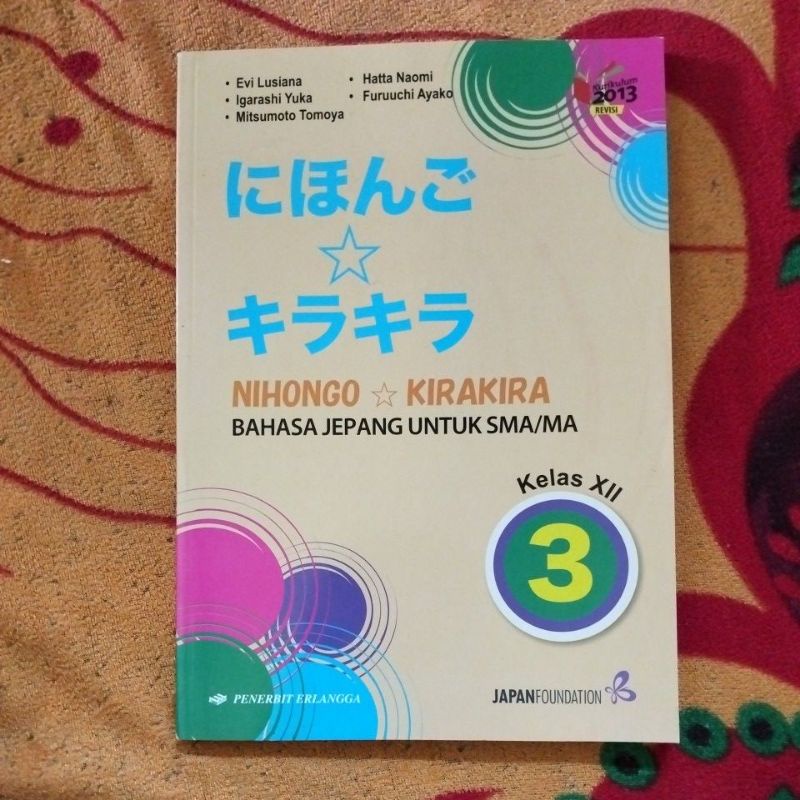 • Evi Lusiana
• Igarashi Yuka
• Mitsumoto Tomoya
• Hatta Naomi
• Furuuchi Ayako
Kurikulum
2013
REVISI
にほんご
☆
キラキラ
NIHONGO ☆ KIRAKIRA
BAHASA JEPANG UNTUK SMA/MA
Kelas XII
3
PENERBIT ERLANGGA
JAPANFOUNDATION